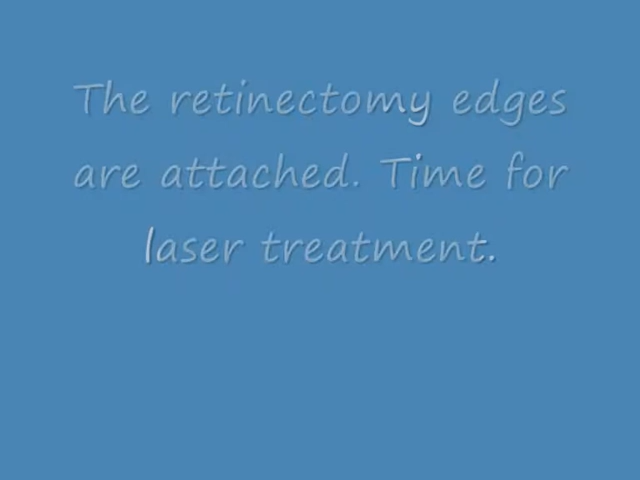 The retinectomy edges
are attached. Time for
laser treatment.